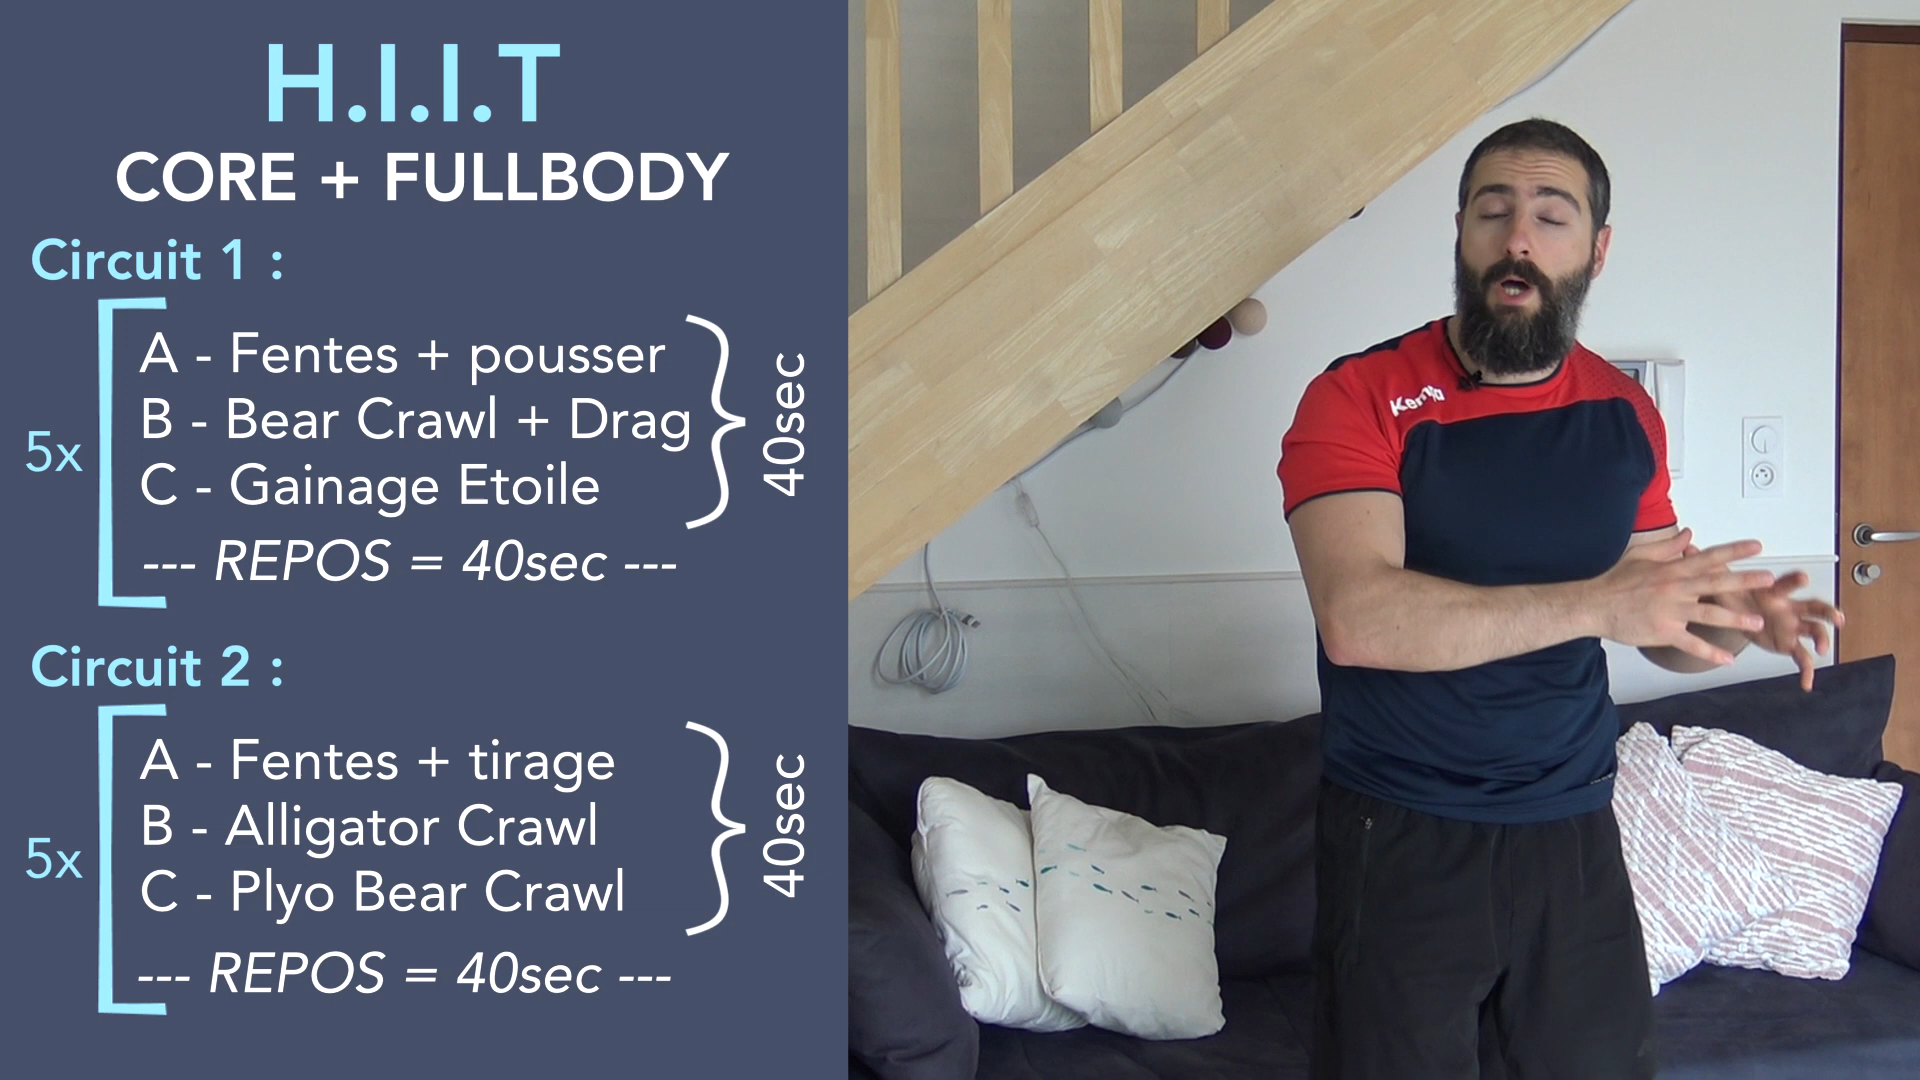 H.I.I.T
CORE + FULLBODY
Circuit 1 :
5x
A - Fentes + pousser
B - Bear Crawl + Drag
C - Gainage Etoile
40sec
--- REPOS = 40sec ---
Circuit 2 :
5x
A - Fentes + tirage
B - Alligator Crawl
C - Plyo Bear Crawl
40sec
--- REPOS = 40sec ---